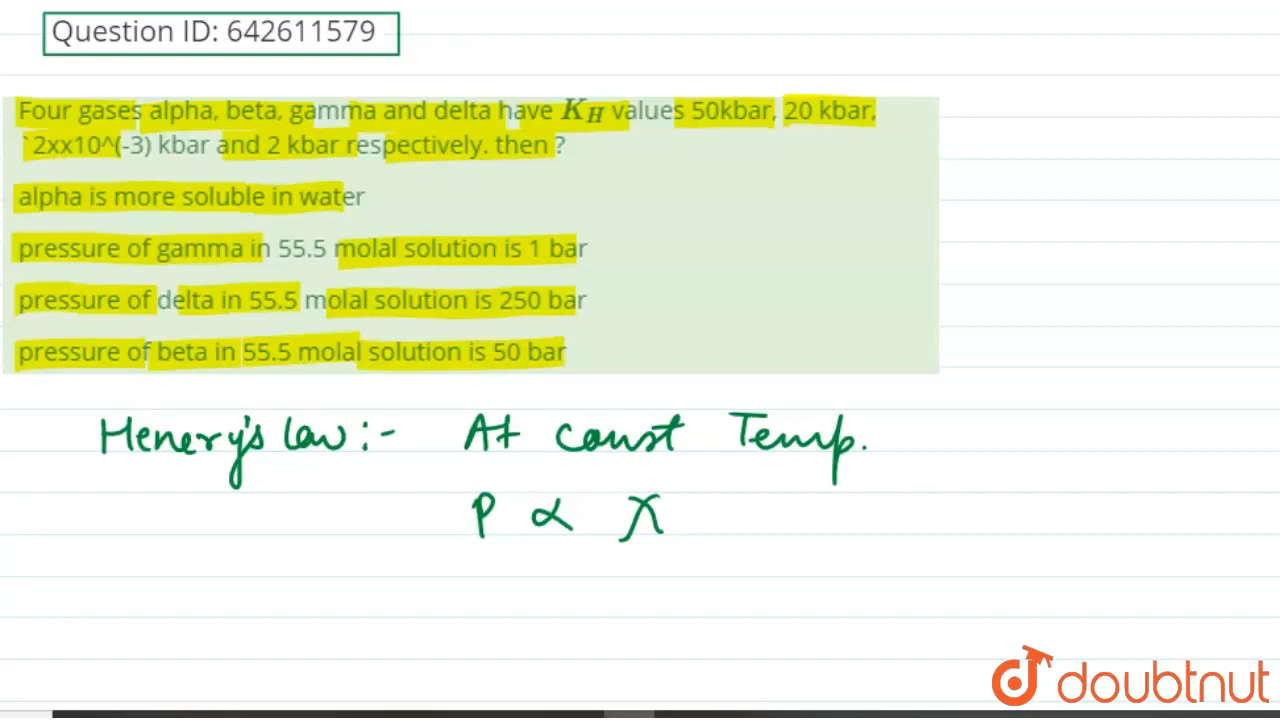 Question ID: 642611579
Four gases alpha, beta, gamma and delta have K_H values 50kbar, 20 kbar,
`2xx10^(-3) kbar and 2 kbar respectively. then ?
alpha is more soluble in water
pressure of gamma in 55.5 molal solution is 1 bar
pressure of delta in 55.5 molal solution is 250 bar
pressure of beta in 55.5 molal solution is 50 bar
Henery's law :- At const Temp.
P ∝ X
doubtnut